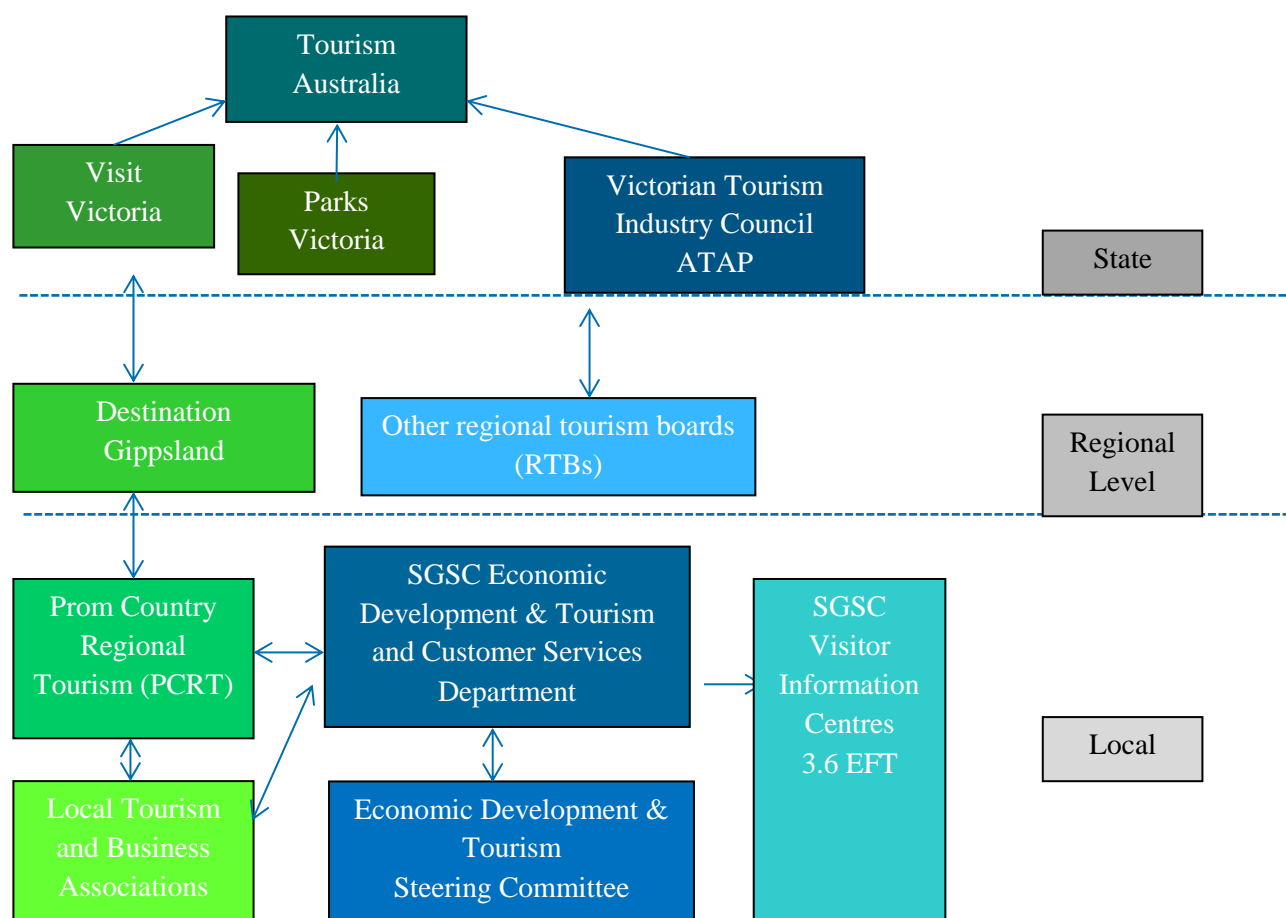 Tourism
Australia
Visit
Victoria
Parks
Victoria
Victorian Tourism
Industry Council
ATAP
State
Destination
Gippsland
Other regional tourism boards
(RTBs)
Regional
Level
Prom Country
Regional
Tourism (PCRT)
SGSC Economic
Development & Tourism
and Customer Services
Department
SGSC
Visitor
Information
Centres
3.6 EFT
Local
Local Tourism
and Business
Associations
Economic Development &
Tourism
Steering Committee